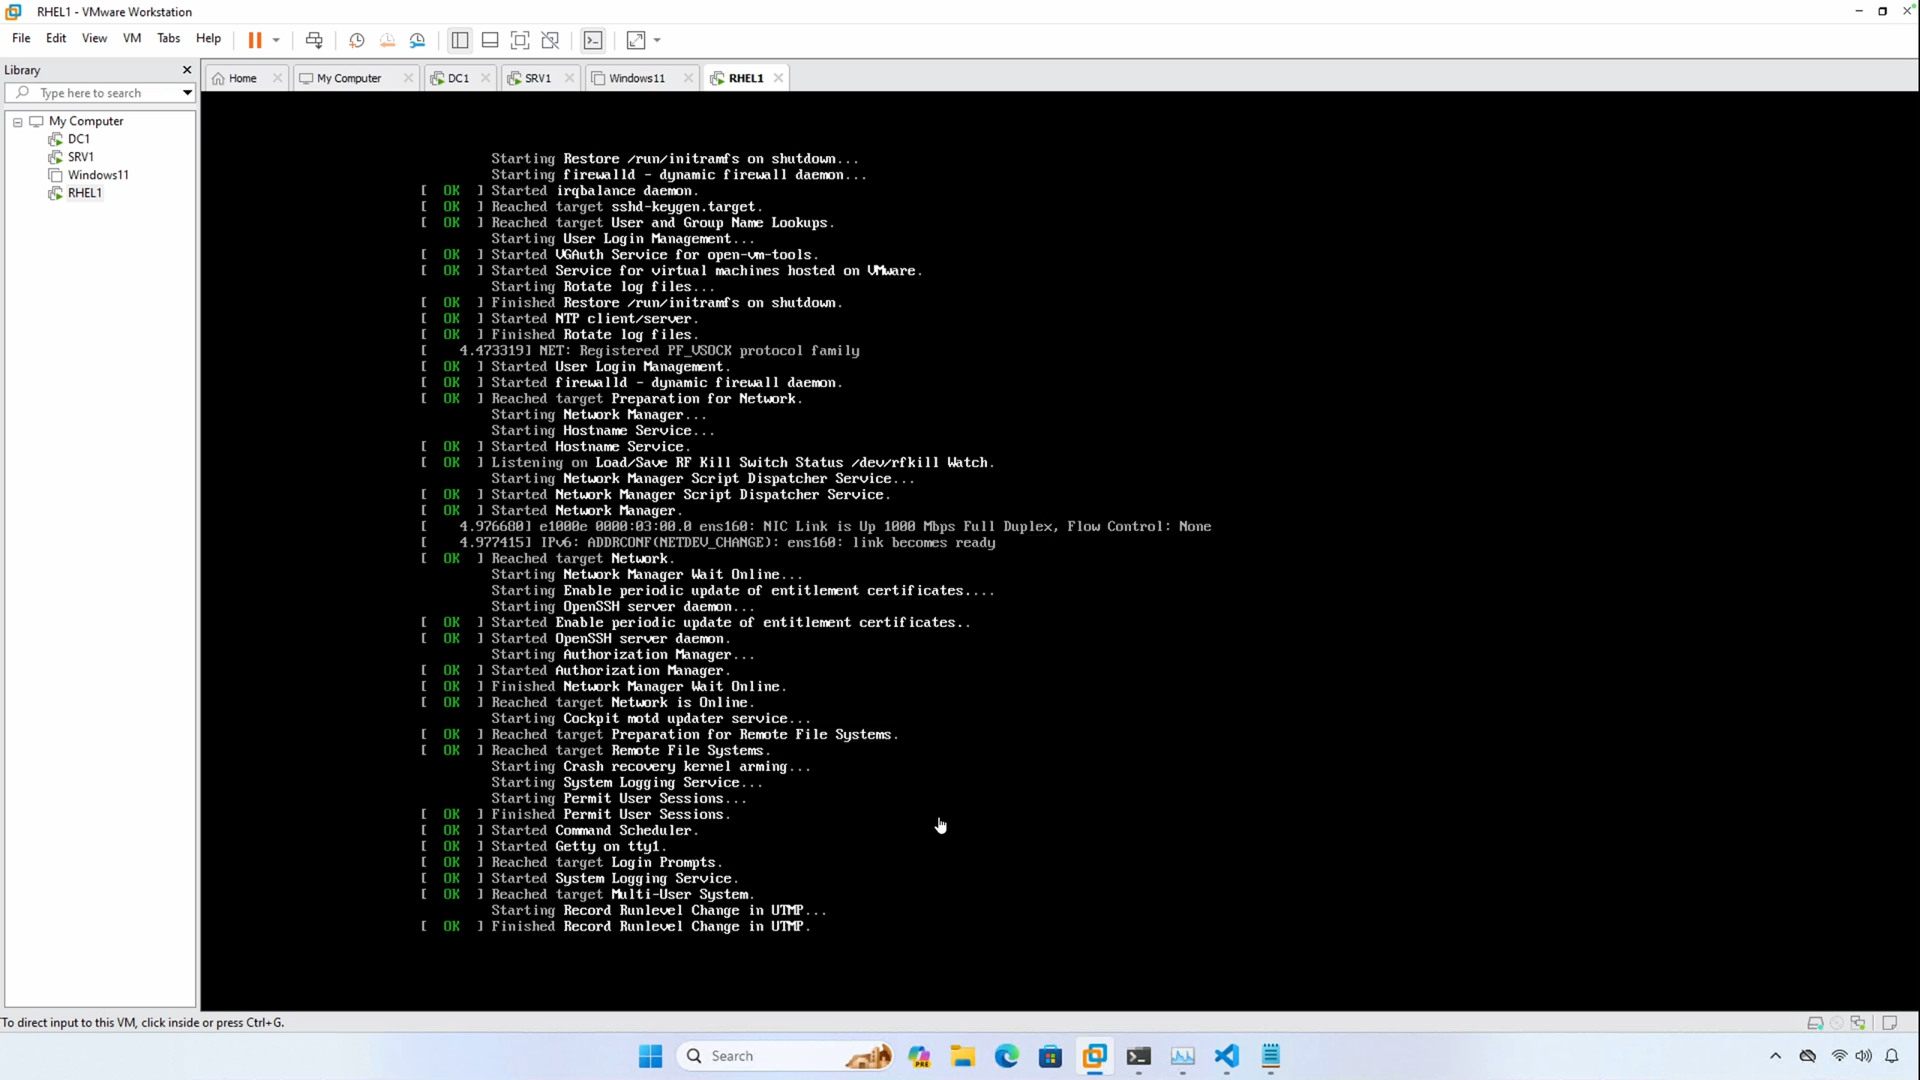 RHEL1 - VMware Workstation
File Edit View VM Tabs Help
Library
Type here to search
My Computer
DC1
SRV1
Windows11
RHEL1
Home
My Computer
DC1
SRV1
Windows11
RHEL1
Starting Restore /run/initramfs on shutdown...
Starting firewalld - dynamic firewall daemon...
[ OK ] Started irqbalance daemon.
[ OK ] Reached target sshd-keygen.target.
[ OK ] Reached target User and Group Name Lookups.
Starting User Login Management...
[ OK ] Started VGAuth Service for open-vm-tools.
[ OK ] Started Service for virtual machines hosted on VMware.
Starting Rotate log files...
[ OK ] Finished Restore /run/initramfs on shutdown.
[ OK ] Started NTP client/server.
[ OK ] Finished Rotate log files.
[ 4.473319] NET: Registered PF_VSOCK protocol family
[ OK ] Started User Login Management.
[ OK ] Started firewalld - dynamic firewall daemon.
[ OK ] Reached target Preparation for Network.
Starting Network Manager...
Starting Hostname Service...
[ OK ] Started Hostname Service.
[ OK ] Listening on Load/Save RF Kill Switch Status /dev/rfkill Watch.
Starting Network Manager Script Dispatcher Service...
[ OK ] Started Network Manager Script Dispatcher Service.
[ OK ] Started Network Manager.
[ 4.976680] e1000e 0000:03:00.0 ens160: NIC Link is Up 1000 Mbps Full Duplex, Flow Control: None
[ 4.977415] IPv6: ADDRCONF(NETDEV_CHANGE): ens160: link becomes ready
[ OK ] Reached target Network.
Starting Network Manager Wait Online...
Starting Enable periodic update of entitlement certificates....
Starting OpenSSH server daemon...
[ OK ] Started Enable periodic update of entitlement certificates..
[ OK ] Started OpenSSH server daemon.
Starting Authorization Manager...
[ OK ] Started Authorization Manager.
[ OK ] Finished Network Manager Wait Online.
[ OK ] Reached target Network is Online.
Starting Cockpit motd updater service...
[ OK ] Reached target Preparation for Remote File Systems.
[ OK ] Reached target Remote File Systems.
Starting Crash recovery kernel arming...
Starting System Logging Service...
Starting Permit User Sessions...
[ OK ] Finished Permit User Sessions.
[ OK ] Started Command Scheduler.
[ OK ] Started Getty on tty1.
[ OK ] Reached target Login Prompts.
[ OK ] Started System Logging Service.
[ OK ] Reached target Multi-User System.
Starting Record Runlevel Change in UTMP...
[ OK ] Finished Record Runlevel Change in UTMP.
To direct input to this VM, click inside or press Ctrl+G.
Search
PRE